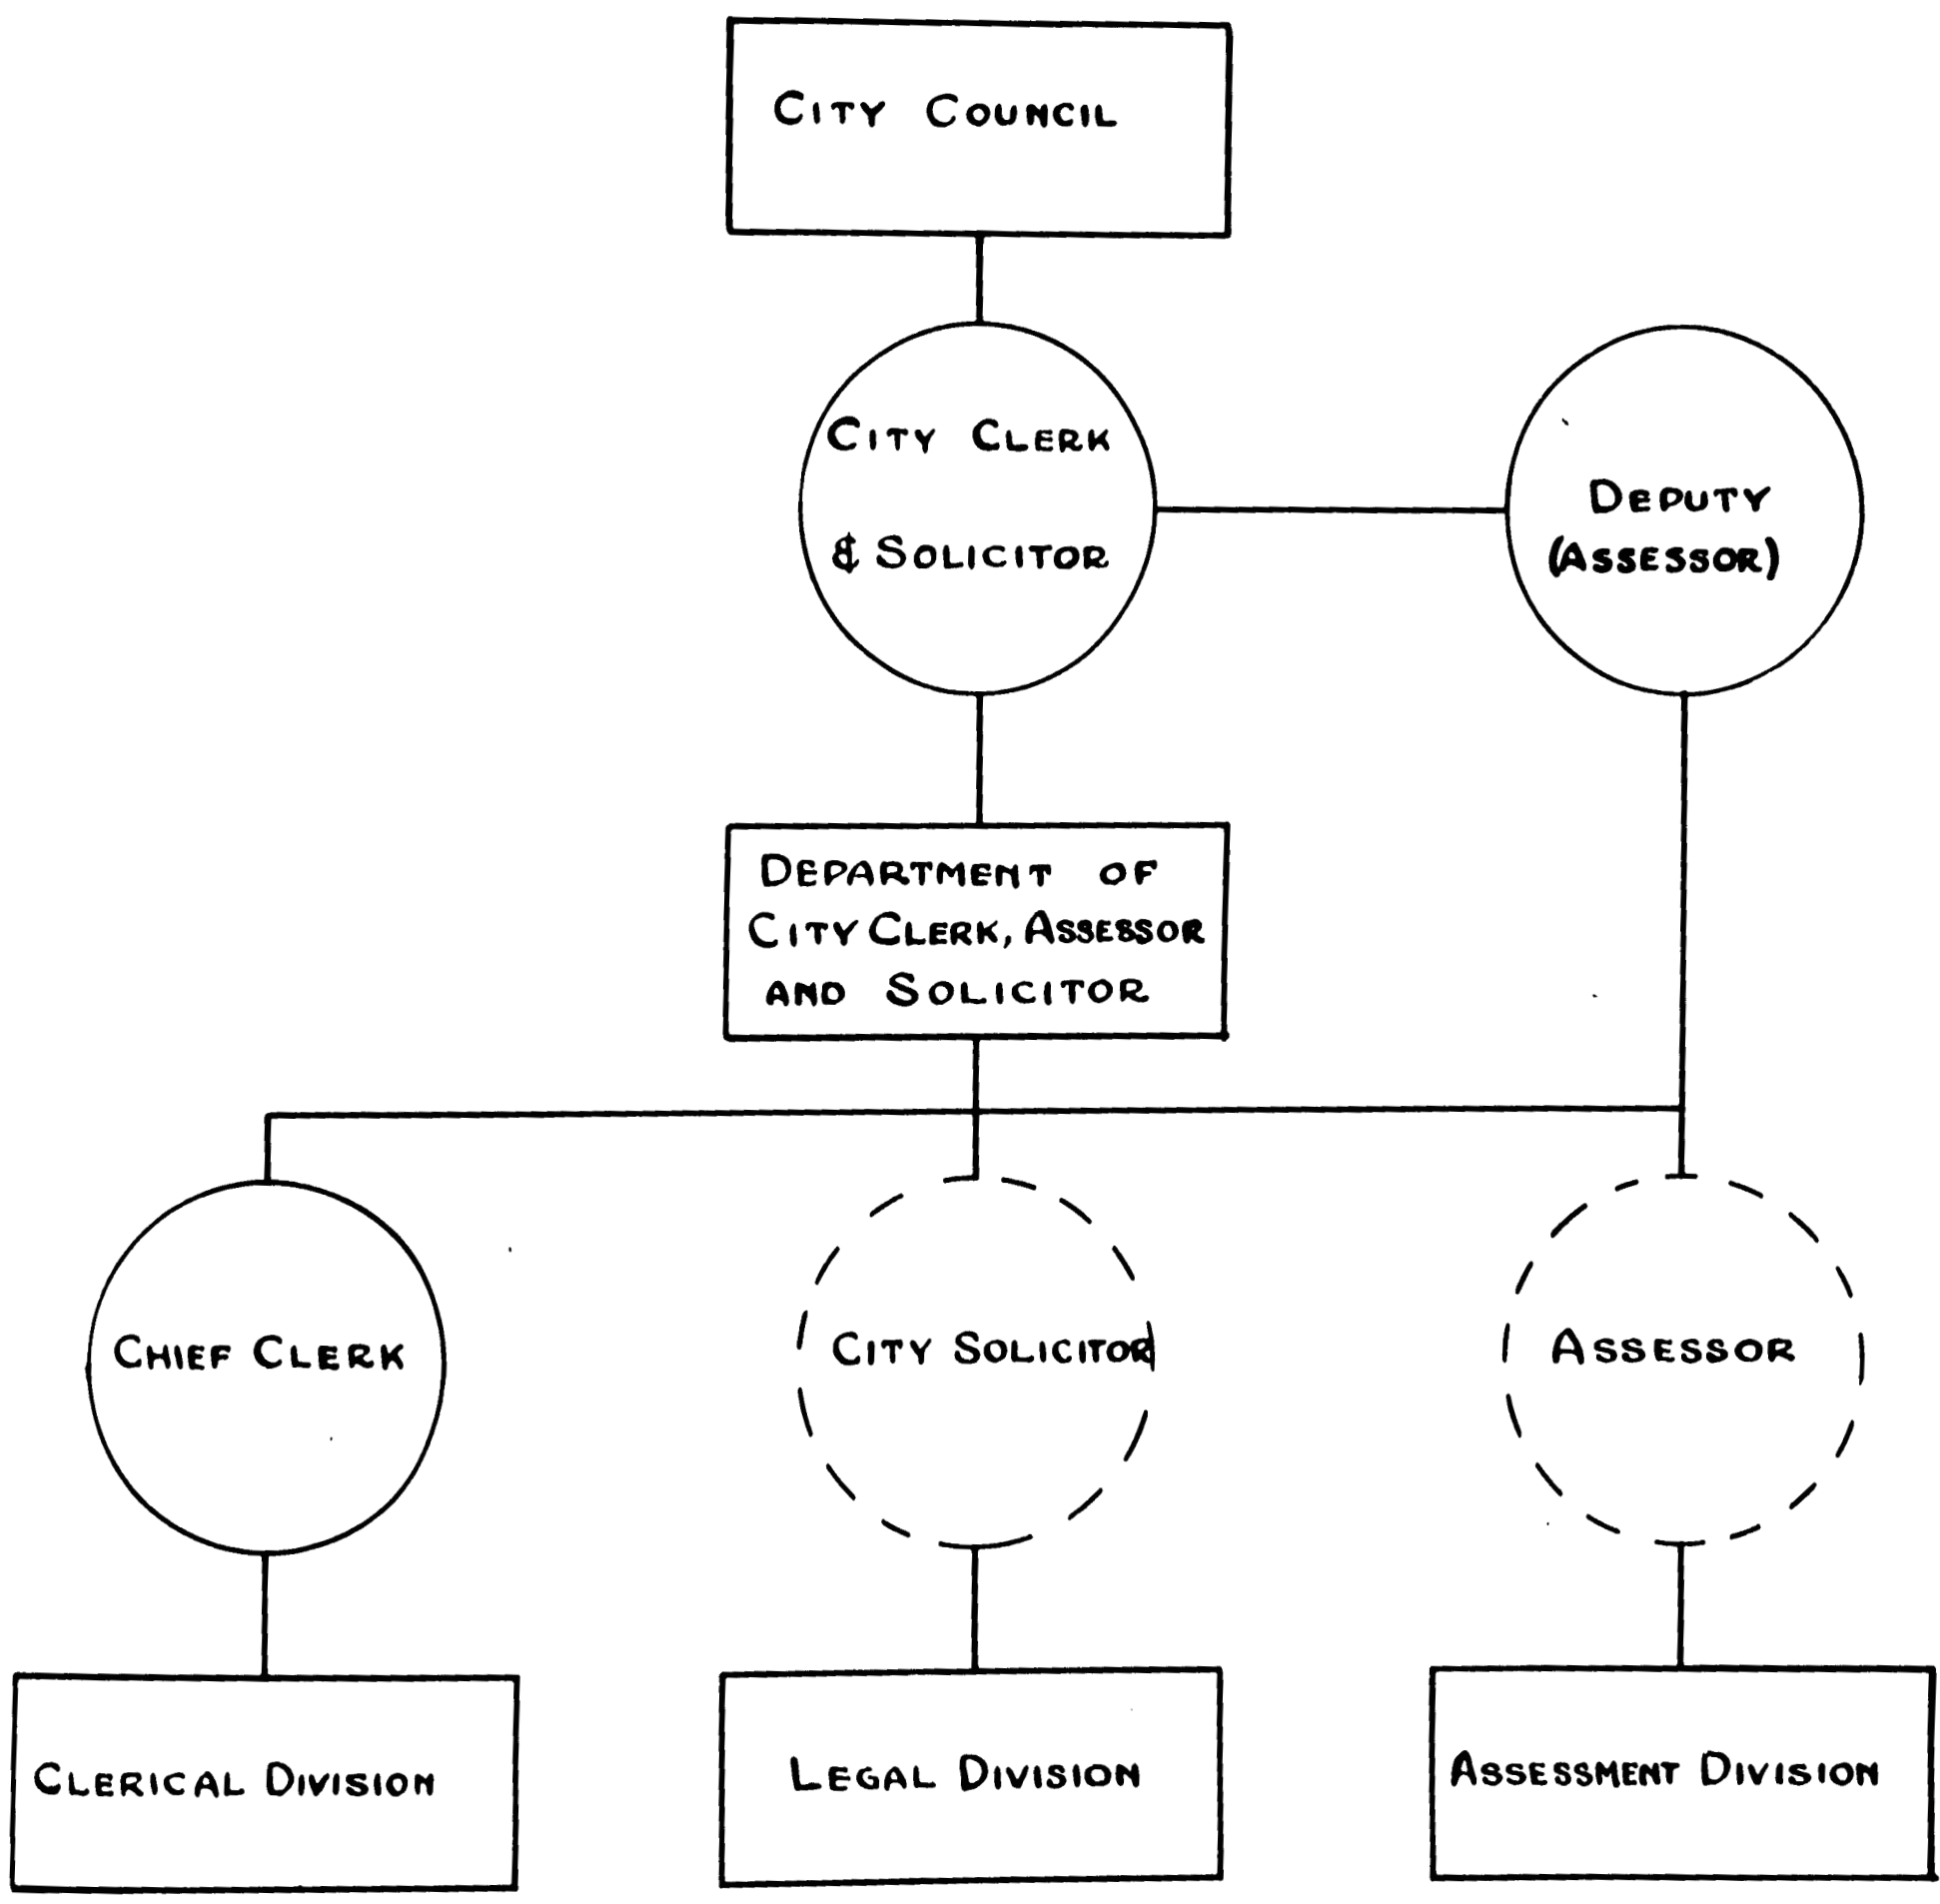 CITY COUNCIL
CITY CLERK
& SOLICITOR
DEPUTY
(ASSESSOR)
DEPARTMENT OF
CITY CLERK, ASSESSOR
AND SOLICITOR
CHIEF CLERK
CITY SOLICITOR
ASSESSOR
CLERICAL DIVISION
LEGAL DIVISION
ASSESSMENT DIVISION